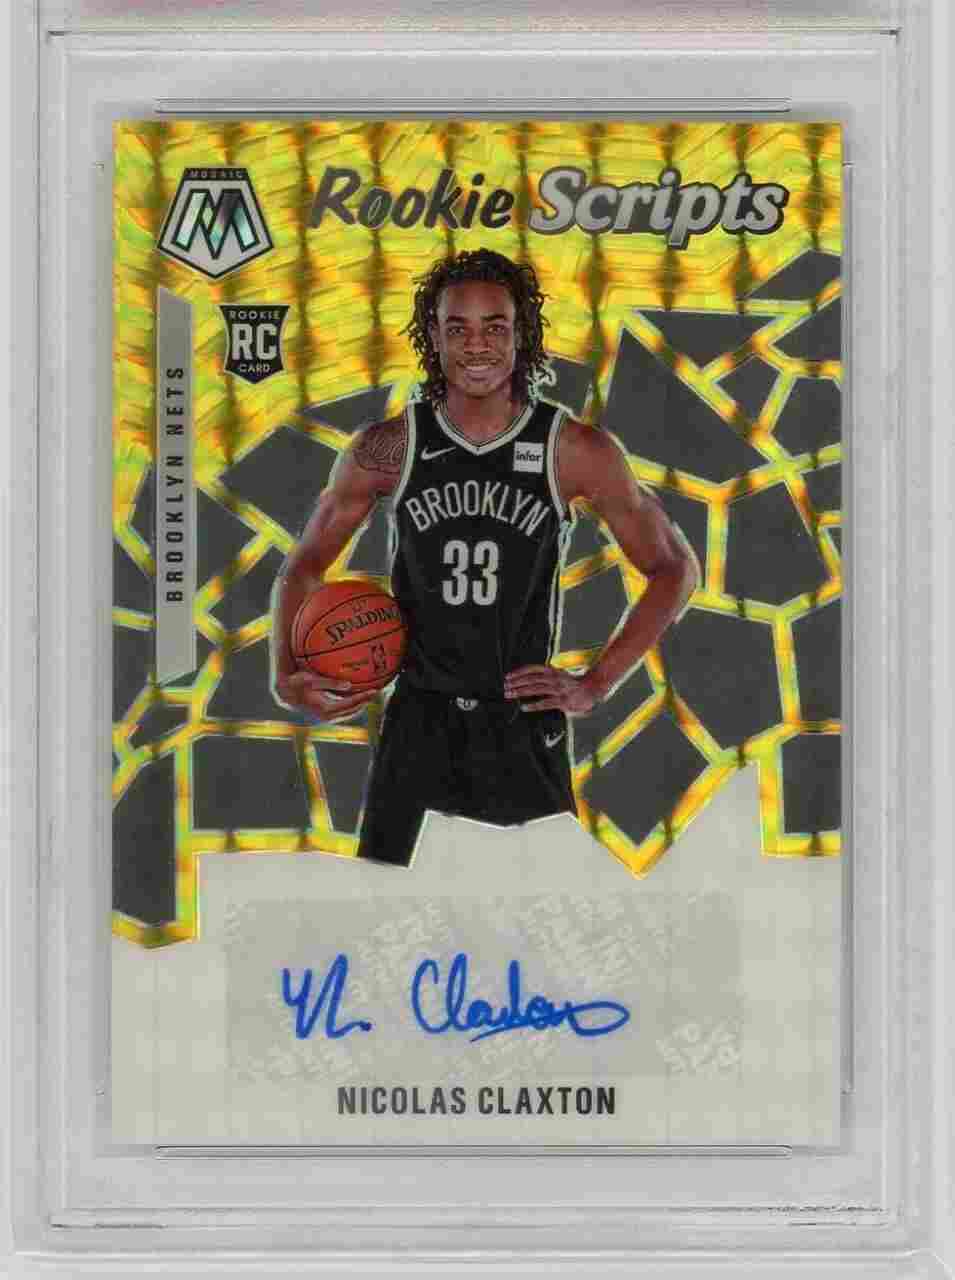 MOSAIC
Rookie Scripts
ROOKIE
RC
CARD
BROOKLYN NETS
infor
BROOKLYN
33
SPALDING
N. Claxton
NICOLAS CLAXTON